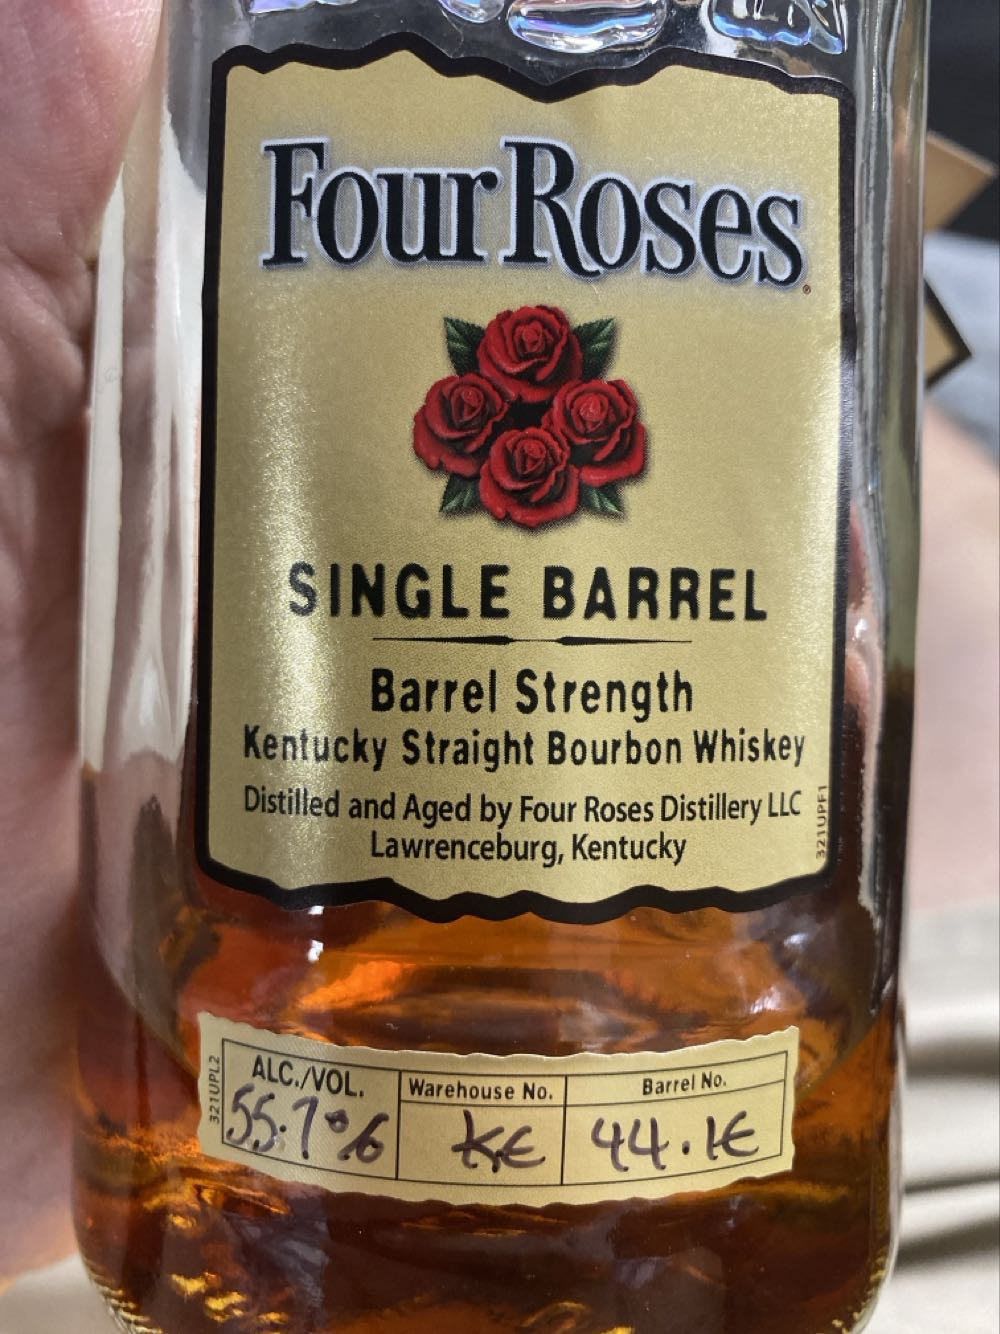 Four Roses®
SINGLE BARREL
Barrel Strength
Kentucky Straight Bourbon Whiskey
Distilled and Aged by Four Roses Distillery LLC
Lawrenceburg, Kentucky
321UPF1
321UPL2
ALC./VOL.
55.7%
Warehouse No.
KE
Barrel No.
44.1E